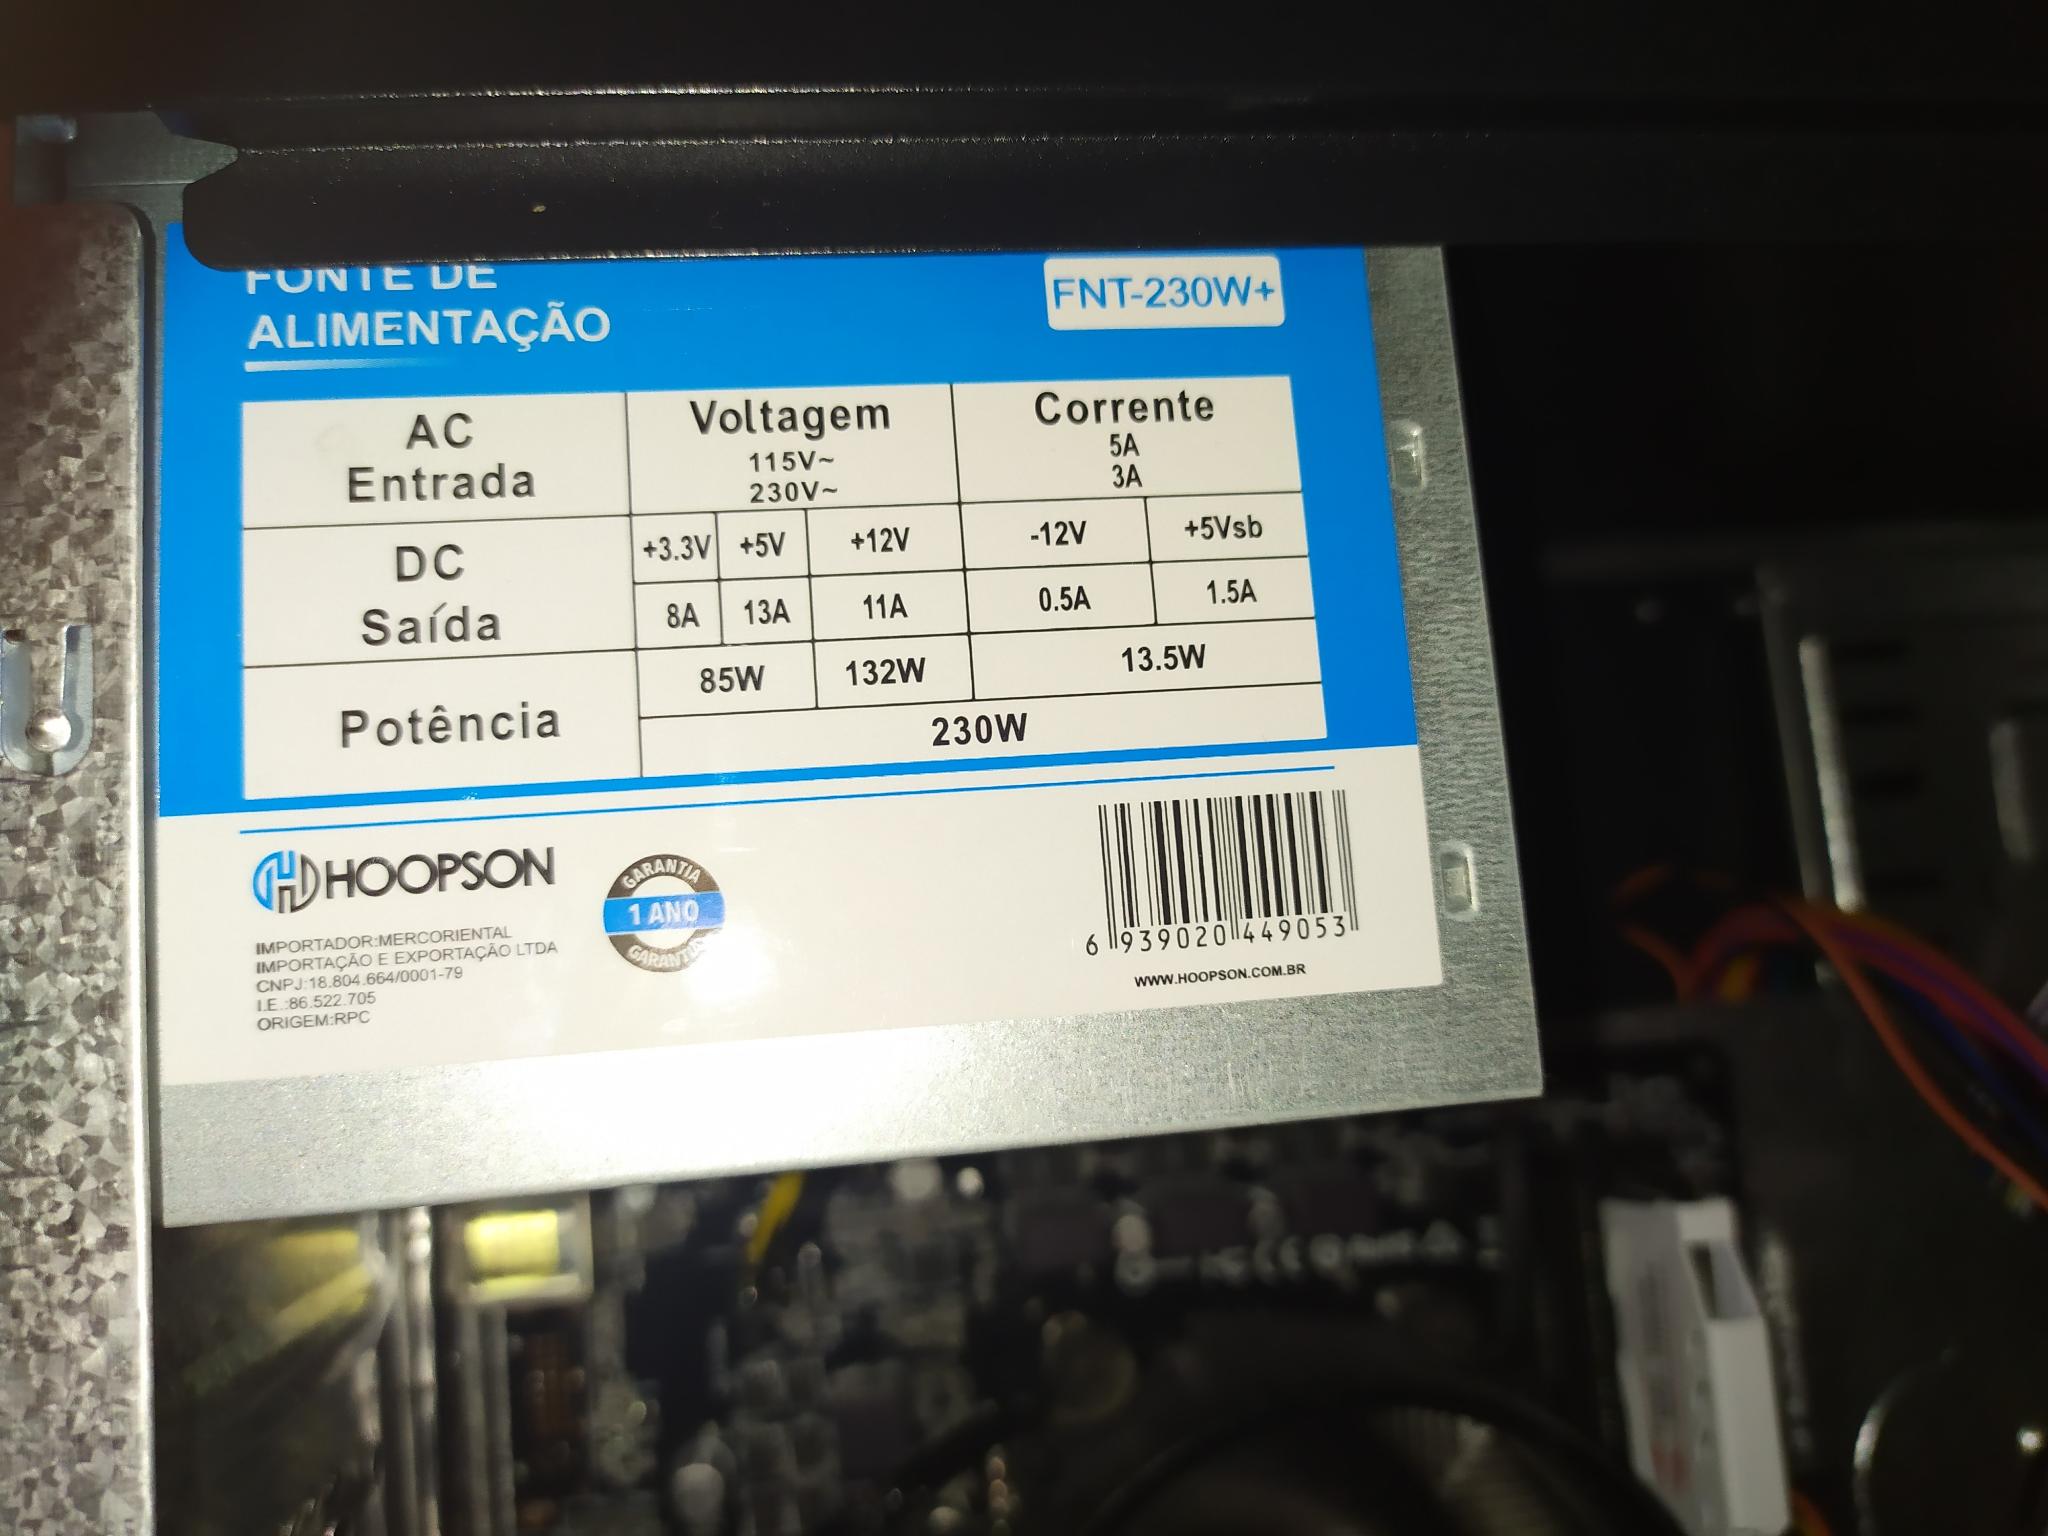 FONTE DE
ALIMENTAÇÃO
FNT-230W+
AC
Entrada
Voltagem
115V~
230V~
Corrente
5A
3A
DC
Saída
+3.3V +5V +12V -12V +5Vsb
8A 13A 11A 0.5A 1.5A
Potência
85W 132W 13.5W
230W
HOOPSON
IMPORTADOR:MERCORIENTAL
IMPORTAÇÃO E EXPORTAÇÃO LTDA
CNPJ:18.804.664/0001-79
I.E.:86.522.705
ORIGEM:RPC
GARANTIA
1 ANO
GARANTIA
6 939020 449053
WWW.HOOPSON.COM.BR